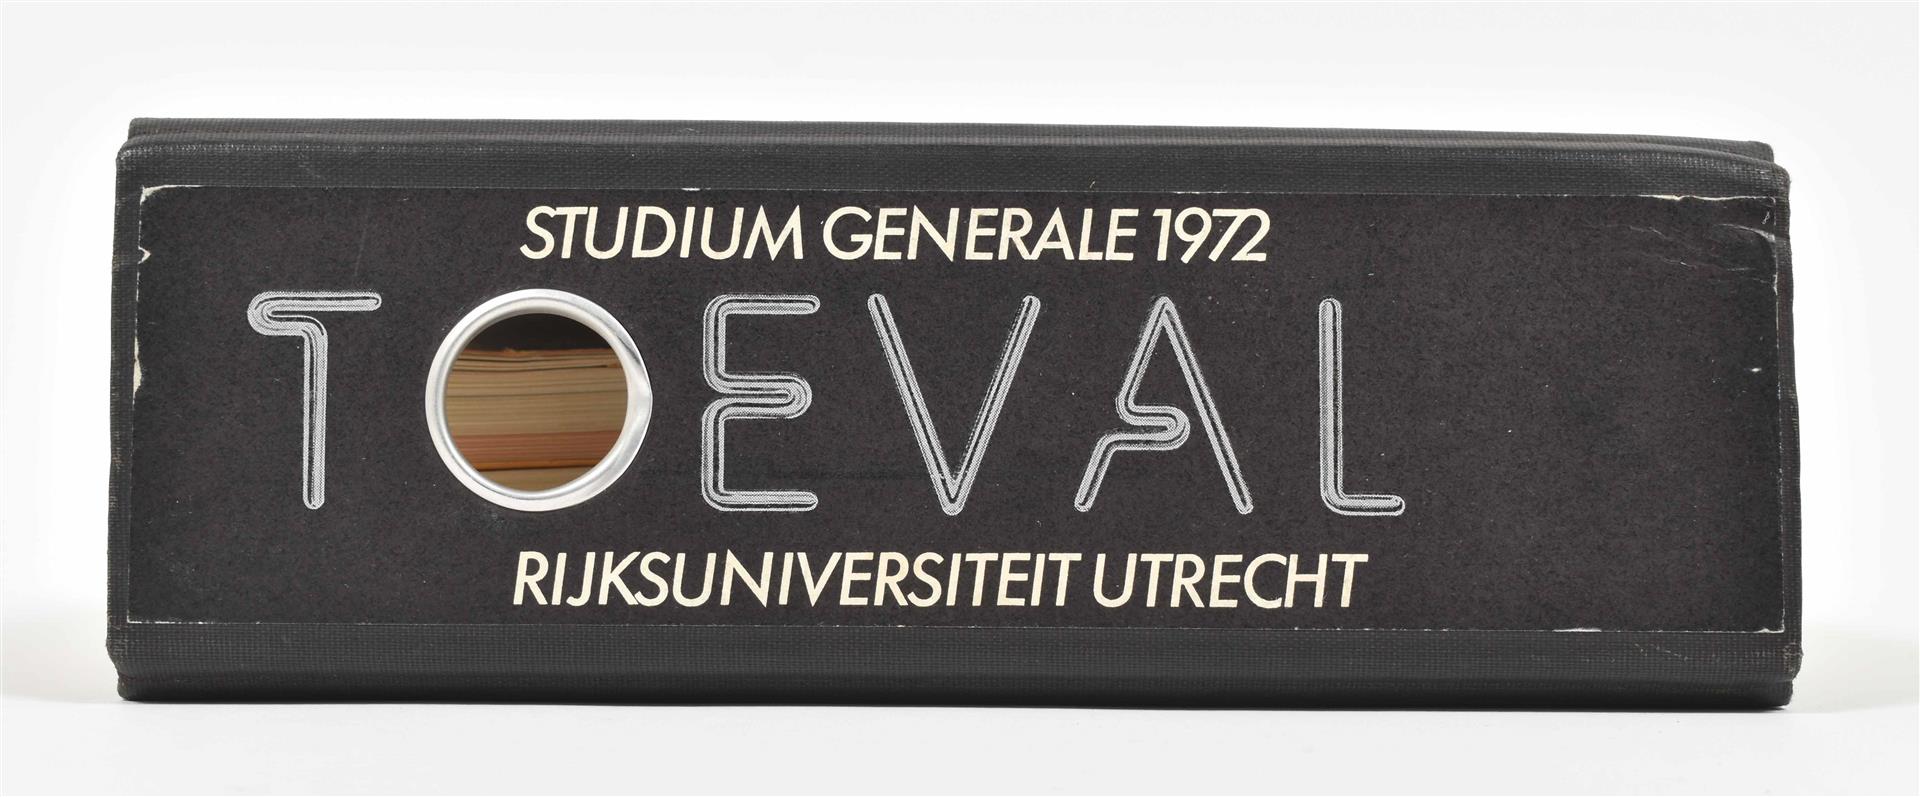 STUDIUM GENERALE 1972
TOEVAL
RIJKSUNIVERSITEIT UTRECHT